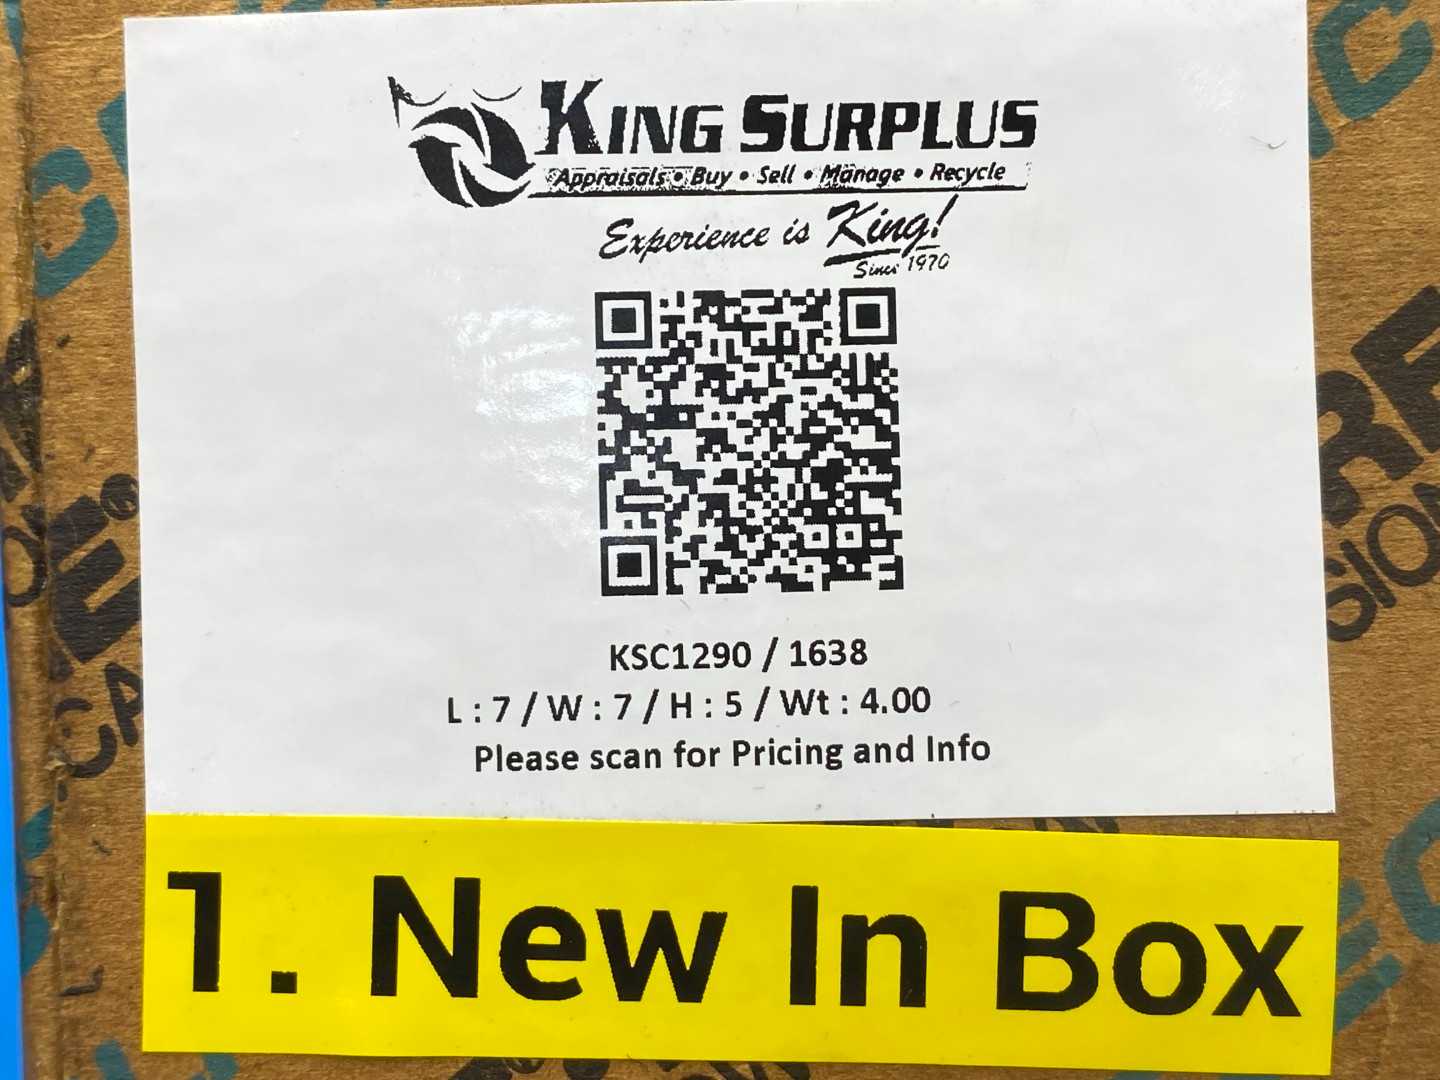 KING SURPLUS
Appraisals • Buy • Sell • Manage • Recycle
Experience is King!
Since 1970
KSC1290 / 1638
L : 7 / W : 7 / H : 5 / Wt : 4.00
Please scan for Pricing and Info
1. New In Box